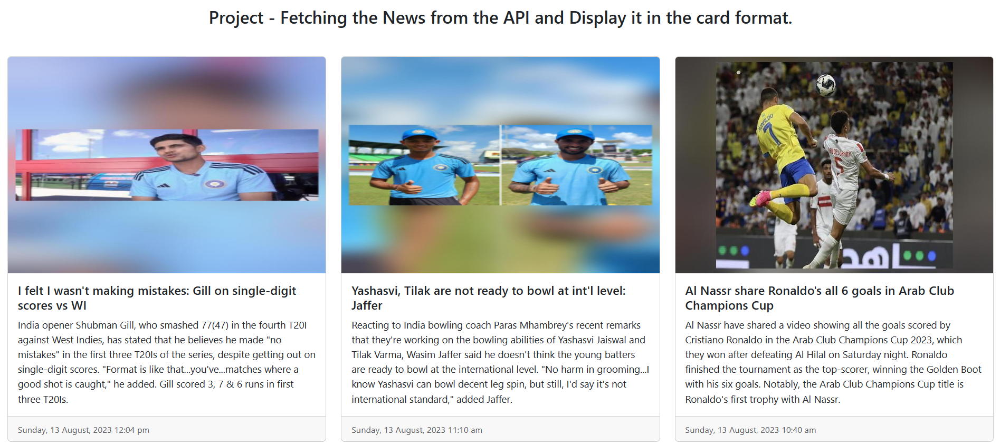 Project - Fetching the News from the API and Display it in the card format.
RONALDO
7
ABDELGHANY
5
I felt I wasn't making mistakes: Gill on single-digit
scores vs WI
India opener Shubman Gill, who smashed 77(47) in the fourth T20I
against West Indies, has stated that he believes he made "no
mistakes" in the first three T20Is of the series, despite getting out on
single-digit scores. "Format is like that...you've...matches where a
good shot is caught," he added. Gill scored 3, 7 & 6 runs in first
three T20Is.
Sunday, 13 August, 2023 12:04 pm
Yashasvi, Tilak are not ready to bowl at int'l level:
Jaffer
Reacting to India bowling coach Paras Mhambrey's recent remarks
that they're working on the bowling abilities of Yashasvi Jaiswal and
Tilak Varma, Wasim Jaffer said he doesn't think the young batters
are ready to bowl at the international level. "No harm in grooming...I
know Yashasvi can bowl decent leg spin, but still, I'd say it's not
international standard," added Jaffer.
Sunday, 13 August, 2023 11:10 am
Al Nassr share Ronaldo's all 6 goals in Arab Club
Champions Cup
Al Nassr have shared a video showing all the goals scored by
Cristiano Ronaldo in the Arab Club Champions Cup 2023, which
they won after defeating Al Hilal on Saturday night. Ronaldo
finished the tournament as the top-scorer, winning the Golden Boot
with his six goals. Notably, the Arab Club Champions Cup title is
Ronaldo's first trophy with Al Nassr.
Sunday, 13 August, 2023 10:40 am